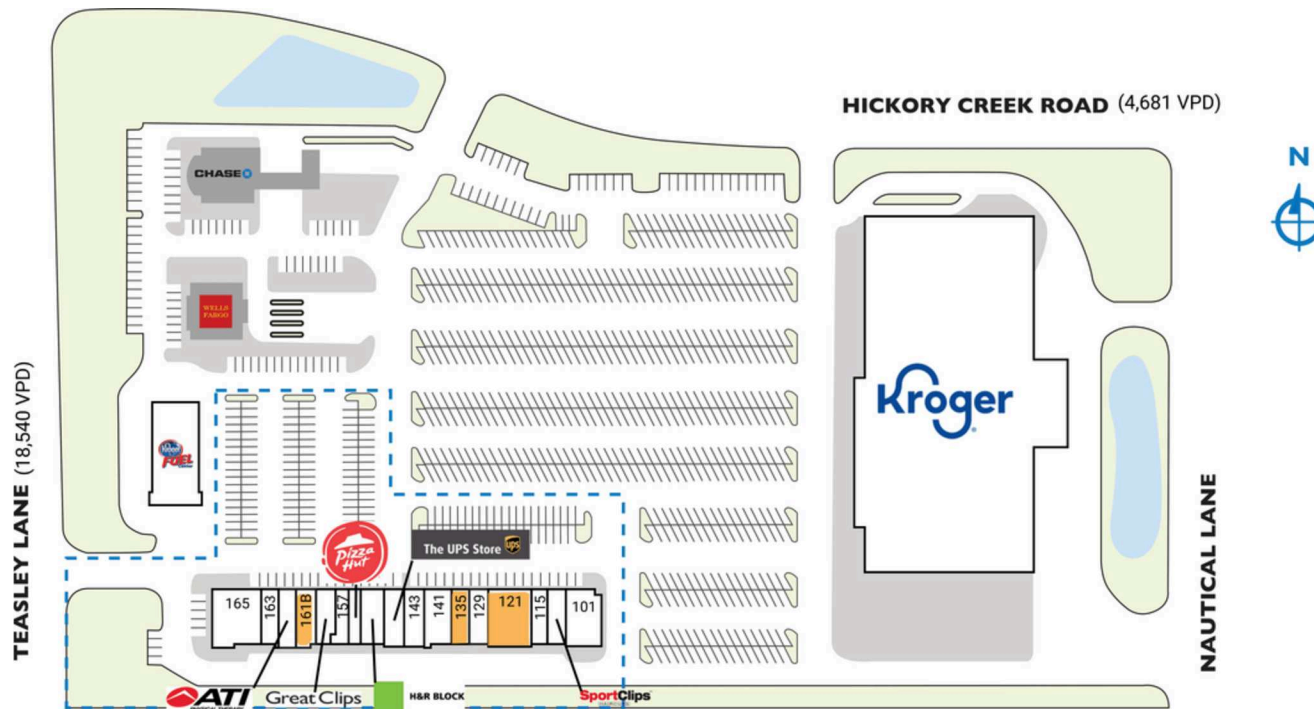 HICKORY CREEK ROAD (4,681 VPD)
N
CHASE
WELLS
FARGO
Kroger
Kroger
FUEL
TEASLEY LANE (18,540 VPD)
NAUTICAL LANE
Pizza
Hut
The UPS Store ups
165
163
161B
157
143
141
135
129
121
115
101
ATI
Great Clips
H&R BLOCK
SportClips